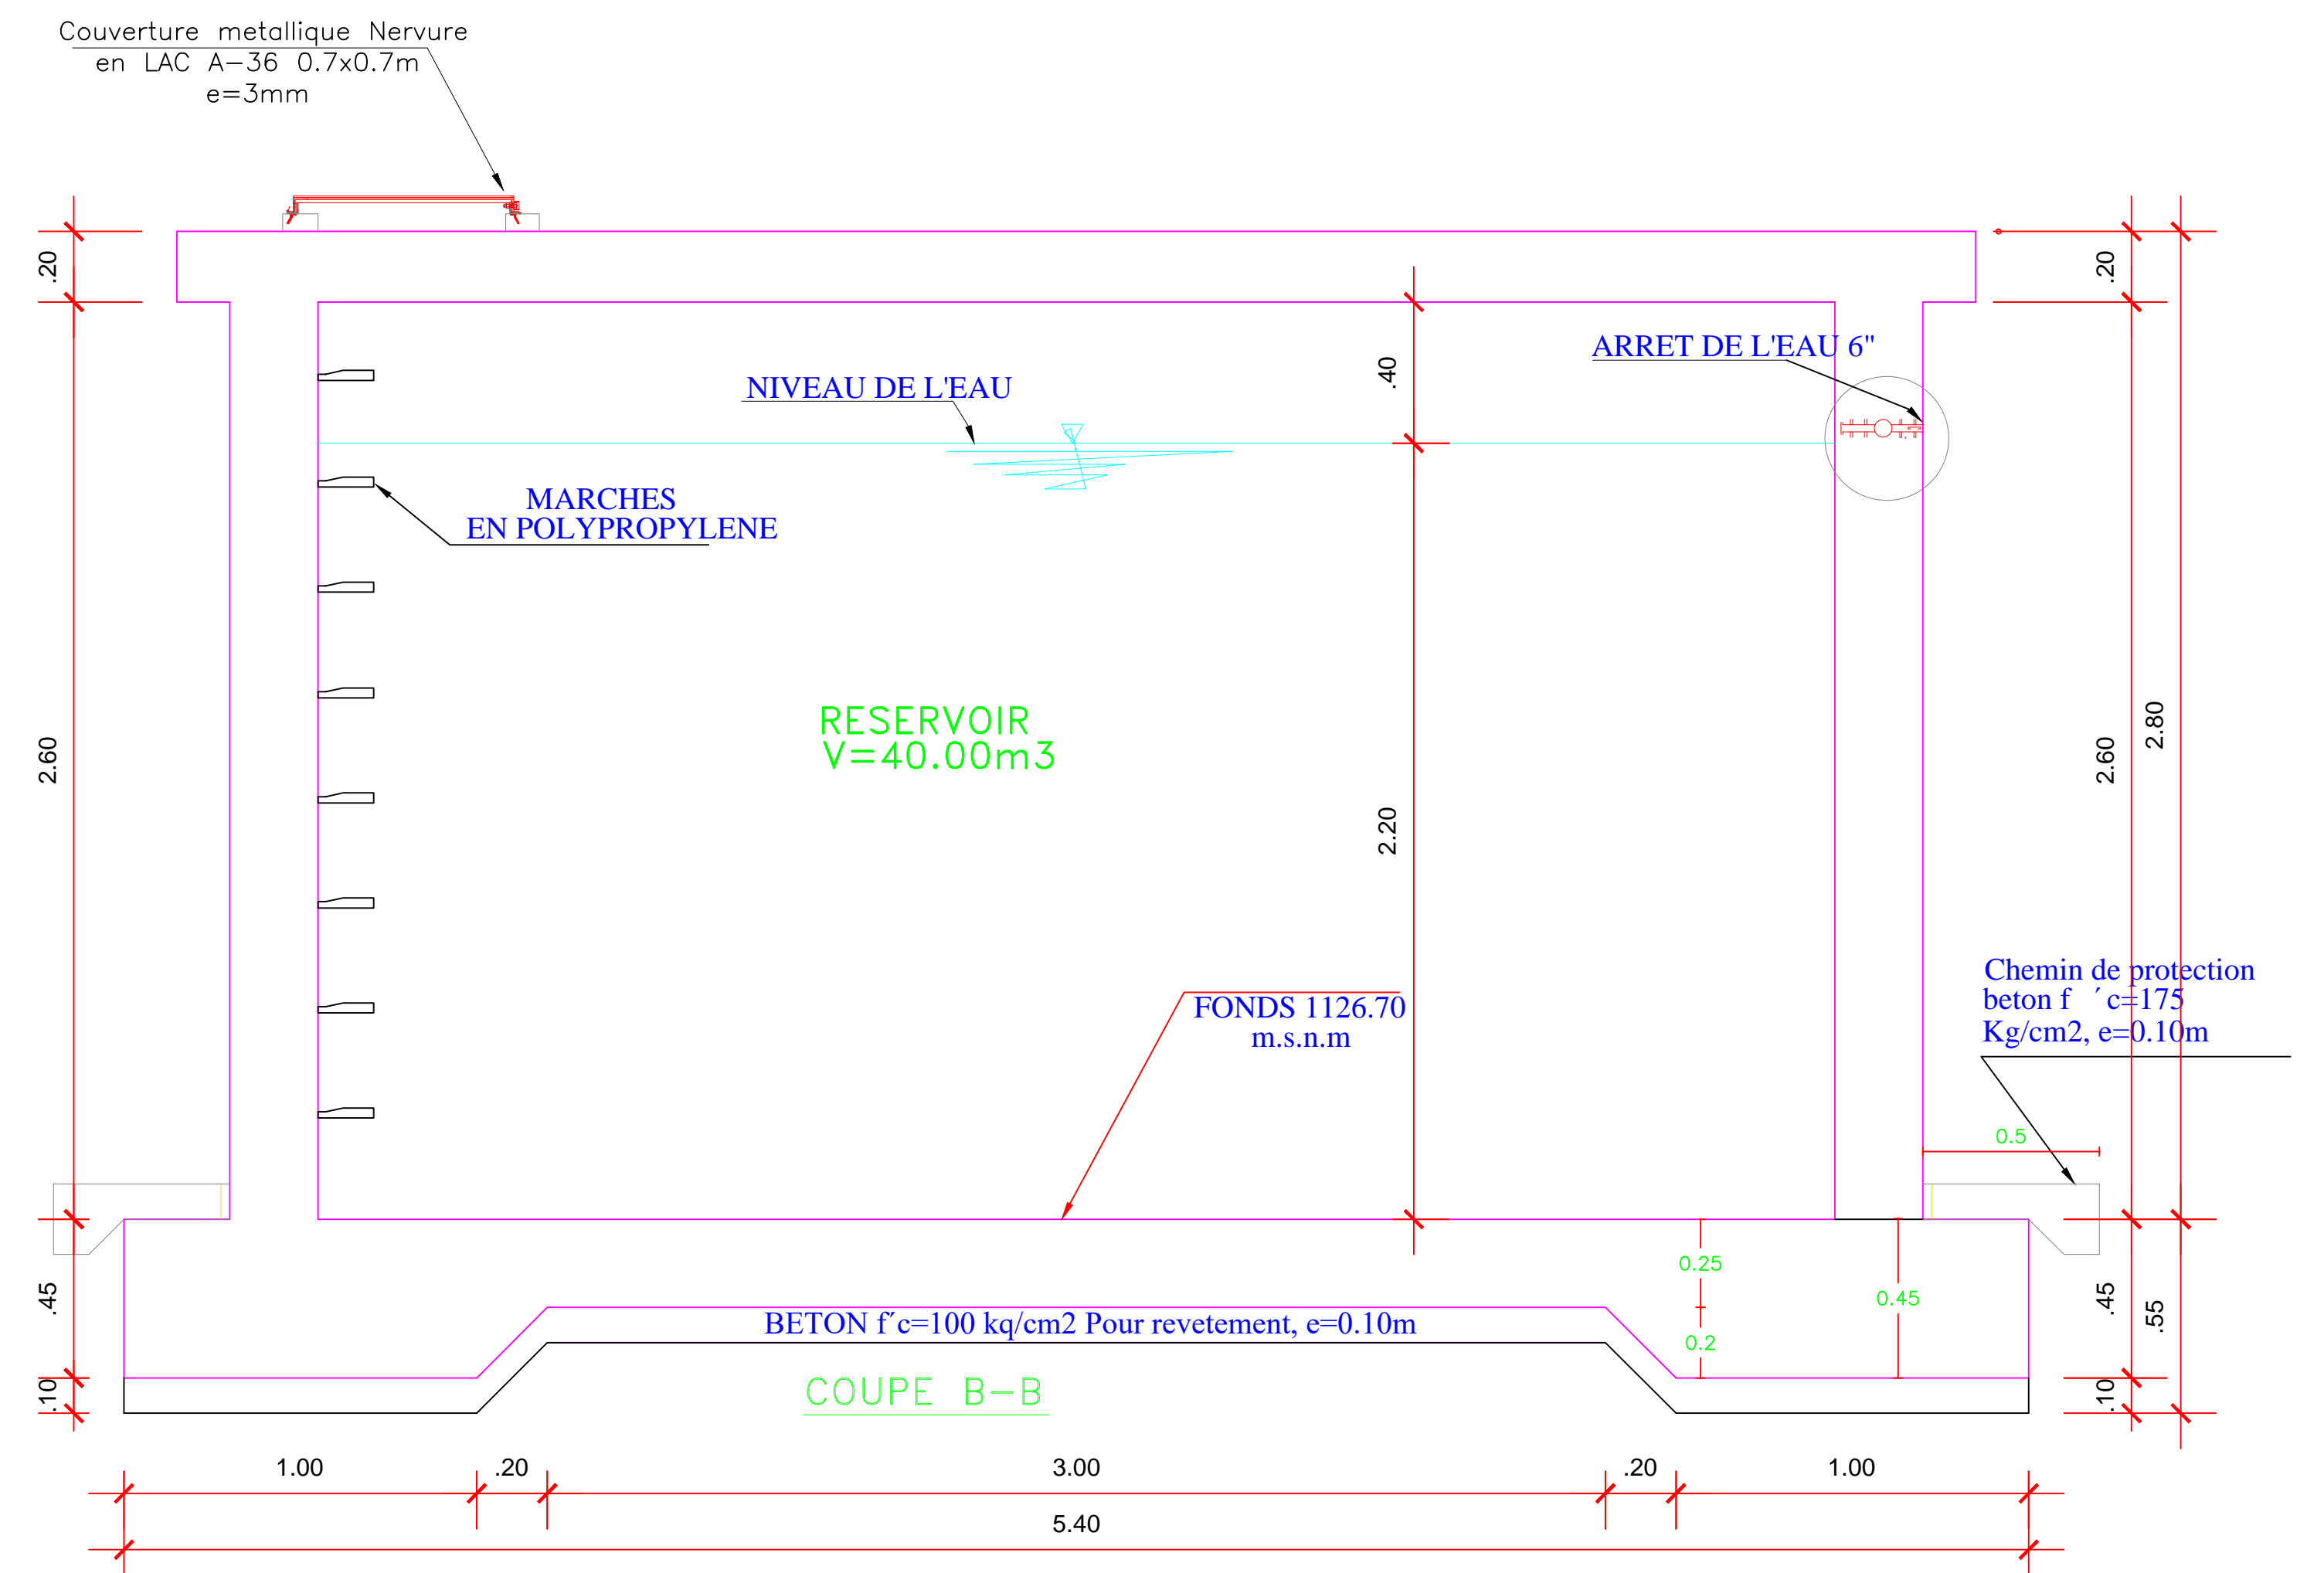 Couverture metallique Nervure
en LAC A-36 0.7x0.7m
e=3mm
.20
.20
ARRET DE L'EAU 6"
.40
NIVEAU DE L'EAU
MARCHES
EN POLYPROPYLENE
RESERVOIR
V=40.00m3
2.60
2.20
2.60
2.80
Chemin de protection
beton f ´c=175
Kg/cm2, e=0.10m
FONDS 1126.70
m.s.n.m
0.5
0.25
0.45
0.2
.45
.45
.55
BETON f´c=100 kq/cm2 Pour revetement, e=0.10m
COUPE B-B
.10
.10
1.00 .20 3.00 .20 1.00
5.40